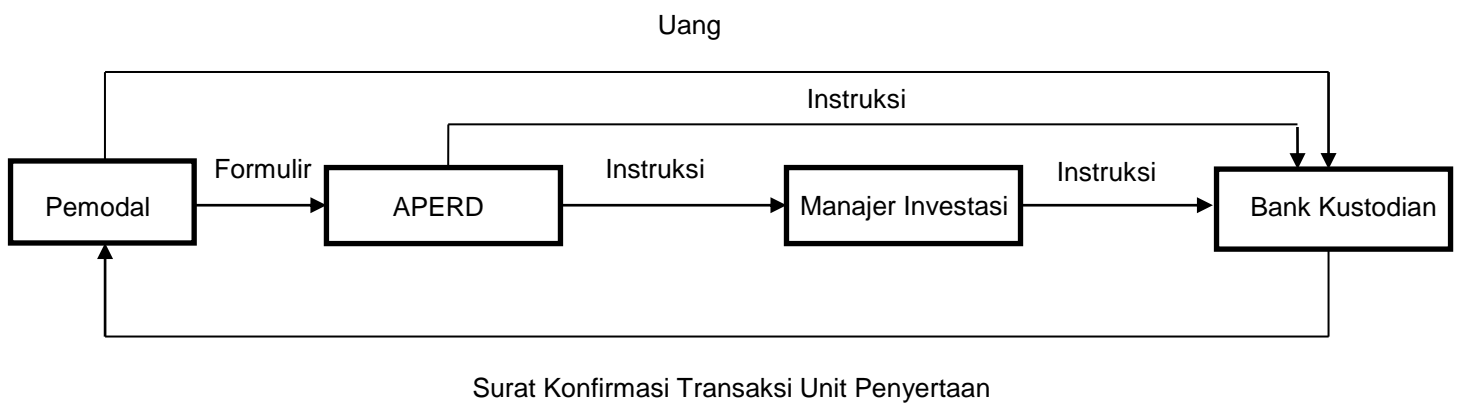 Uang
Instruksi
Formulir
Instruksi
Instruksi
Pemodal
APERD
Manajer Investasi
Bank Kustodian
Surat Konfirmasi Transaksi Unit Penyertaan